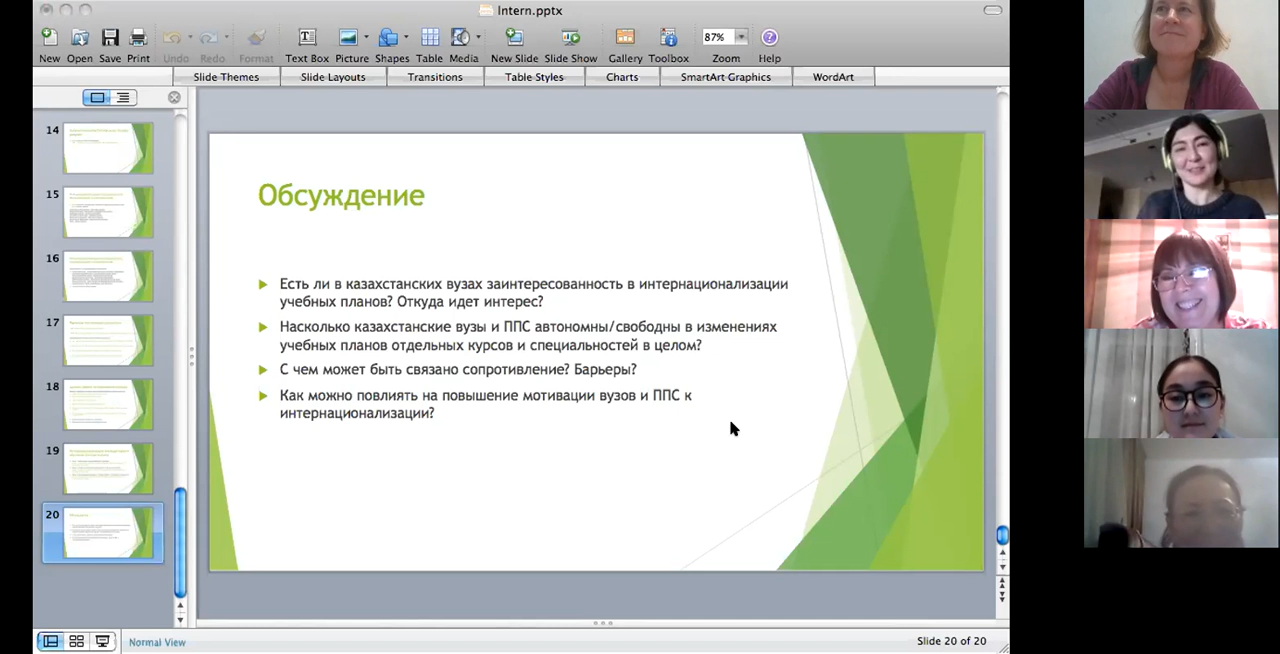 Intern.pptx
New Open Save Print Undo Redo Format Text Box Picture Shapes Table Media New Slide Slide Show Gallery Toolbox Zoom Help
87%
Slide Themes Slide Layouts Transitions Table Styles Charts SmartArt Graphics WordArt
14
15
16
17
18
19
20
Обсуждение
Есть ли в казахстанских вузах заинтересованность в интернационализации
учебных планов? Откуда идет интерес?
Насколько казахстанские вузы и ППС автономны/свободны в изменениях
учебных планов отдельных курсов и специальностей в целом?
С чем может быть связано сопротивление? Барьеры?
Как можно повлиять на повышение мотивации вузов и ППС к
интернационализации?
Normal View
Slide 20 of 20